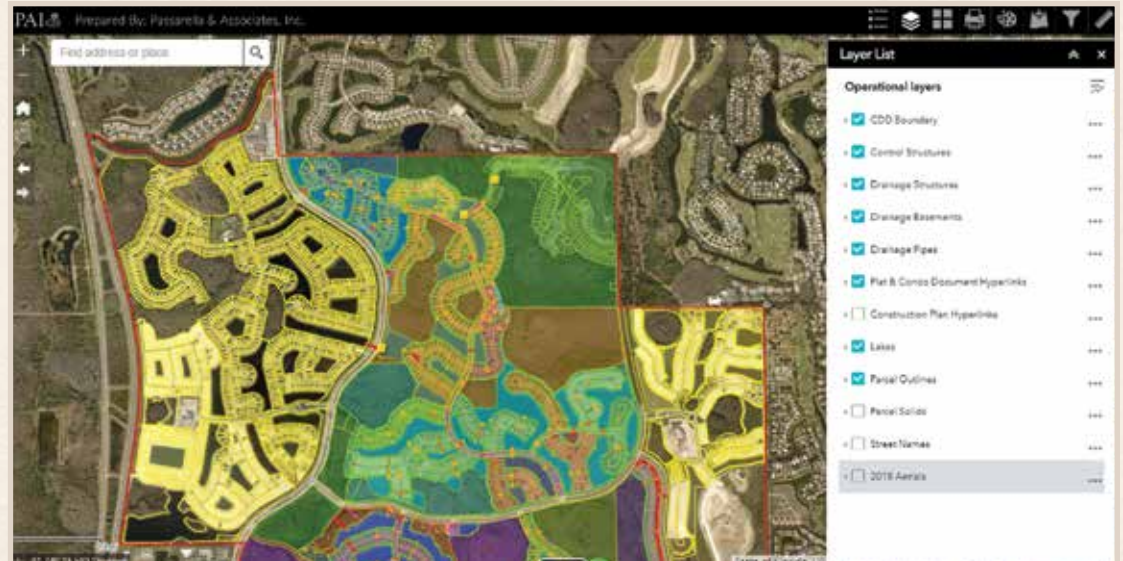 PAI Prepared By: Passarella & Associates, Inc.
Find address or place
Layer List
Operational layers
CDD Boundary
Control Structures
Drainage Structures
Drainage Easements
Drainage Pipes
Plat & Condo Document Hyperlinks
Construction Plan Hyperlinks
Lakes
Parcel Outlines
Parcel Solids
Street Names
2018 Aerials